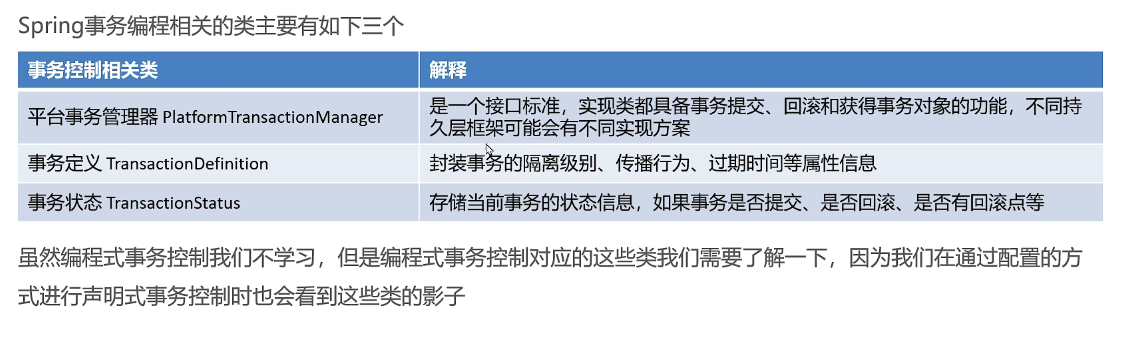 Spring事务编程相关的类主要有如下三个
事务控制相关类 解释
平台事务管理器 PlatformTransactionManager 是一个接口标准，实现类都具备事务提交、回滚和获得事务对象的功能，不同持
久层框架可能会有不同实现方案
事务定义 TransactionDefinition 封装事务的隔离级别、传播行为、过期时间等属性信息
事务状态 TransactionStatus 存储当前事务的状态信息，如果事务是否提交、是否回滚、是否有回滚点等
虽然编程式事务控制我们不学习，但是编程式事务控制对应的这些类我们需要了解一下，因为我们在通过配置的方
式进行声明式事务控制时也会看到这些类的影子